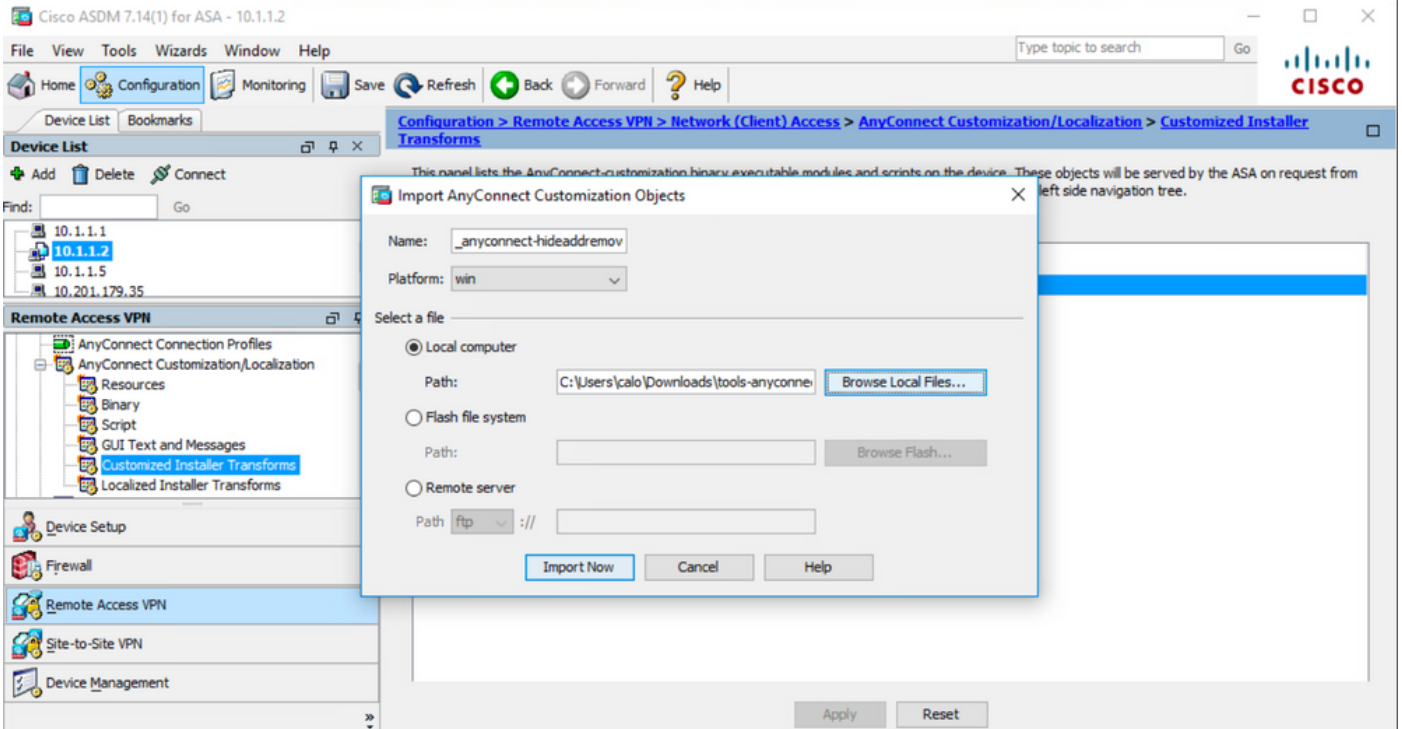 Cisco ASDM 7.14(1) for ASA - 10.1.1.2
File View Tools Wizards Window Help
Type topic to search Go
Home Configuration Monitoring Save Refresh Back Forward Help
CISCO
Device List Bookmarks
Device List
Add Delete Connect
Find: Go
10.1.1.1
10.1.1.2
10.1.1.5
10.201.179.35
Remote Access VPN
AnyConnect Connection Profiles
AnyConnect Customization/Localization
Resources
Binary
Script
GUI Text and Messages
Customized Installer Transforms
Localized Installer Transforms
Device Setup
Firewall
Remote Access VPN
Site-to-Site VPN
Device Management
Configuration > Remote Access VPN > Network (Client) Access > AnyConnect Customization/Localization > Customized Installer
Transforms
This panel lists the AnyConnect-customization binary executable modules and scripts on the device. These objects will be served by the ASA on request from
left side navigation tree.
Import AnyConnect Customization Objects
Name: _anyconnect-hideaddremov
Platform: win
Select a file
Local computer
Path: C:\Users\calo\Downloads\tools-anyconnec Browse Local Files...
Flash file system
Path: Browse Flash...
Remote server
Path ftp ://
Import Now Cancel Help
Apply Reset